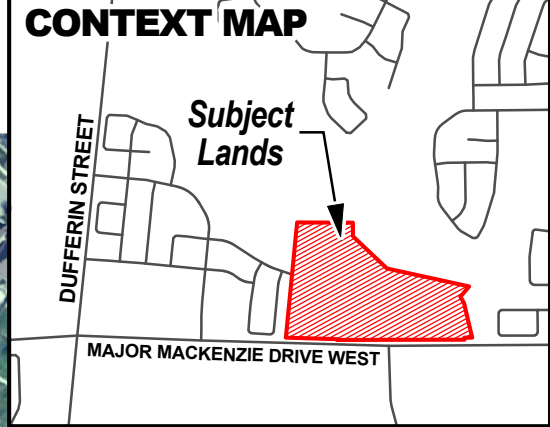 CONTEXT MAP
Subject
Lands
DUFFERIN STREET
MAJOR MACKENZIE DRIVE WEST